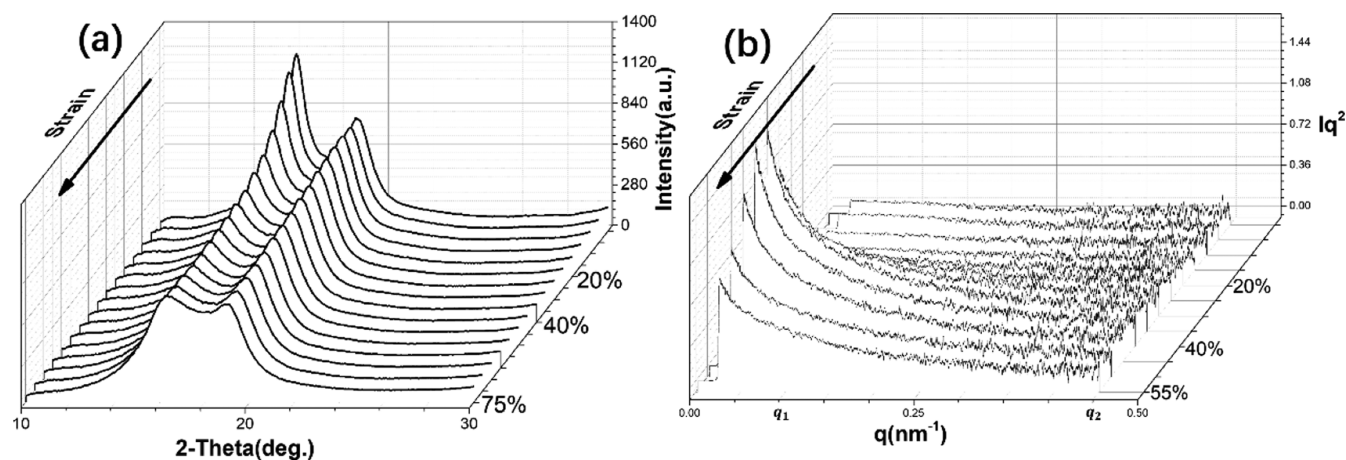 (a)
Strain
1400
1120
840
560
280
0
Intensity(a.u.)
20%
40%
75%
10
20
30
2-Theta(deg.)
(b)
Strain
1.44
1.08
0.72
0.36
0.00
Iq²
20%
40%
55%
0.00
q₁
0.25
q₂
0.50
q(nm⁻¹)